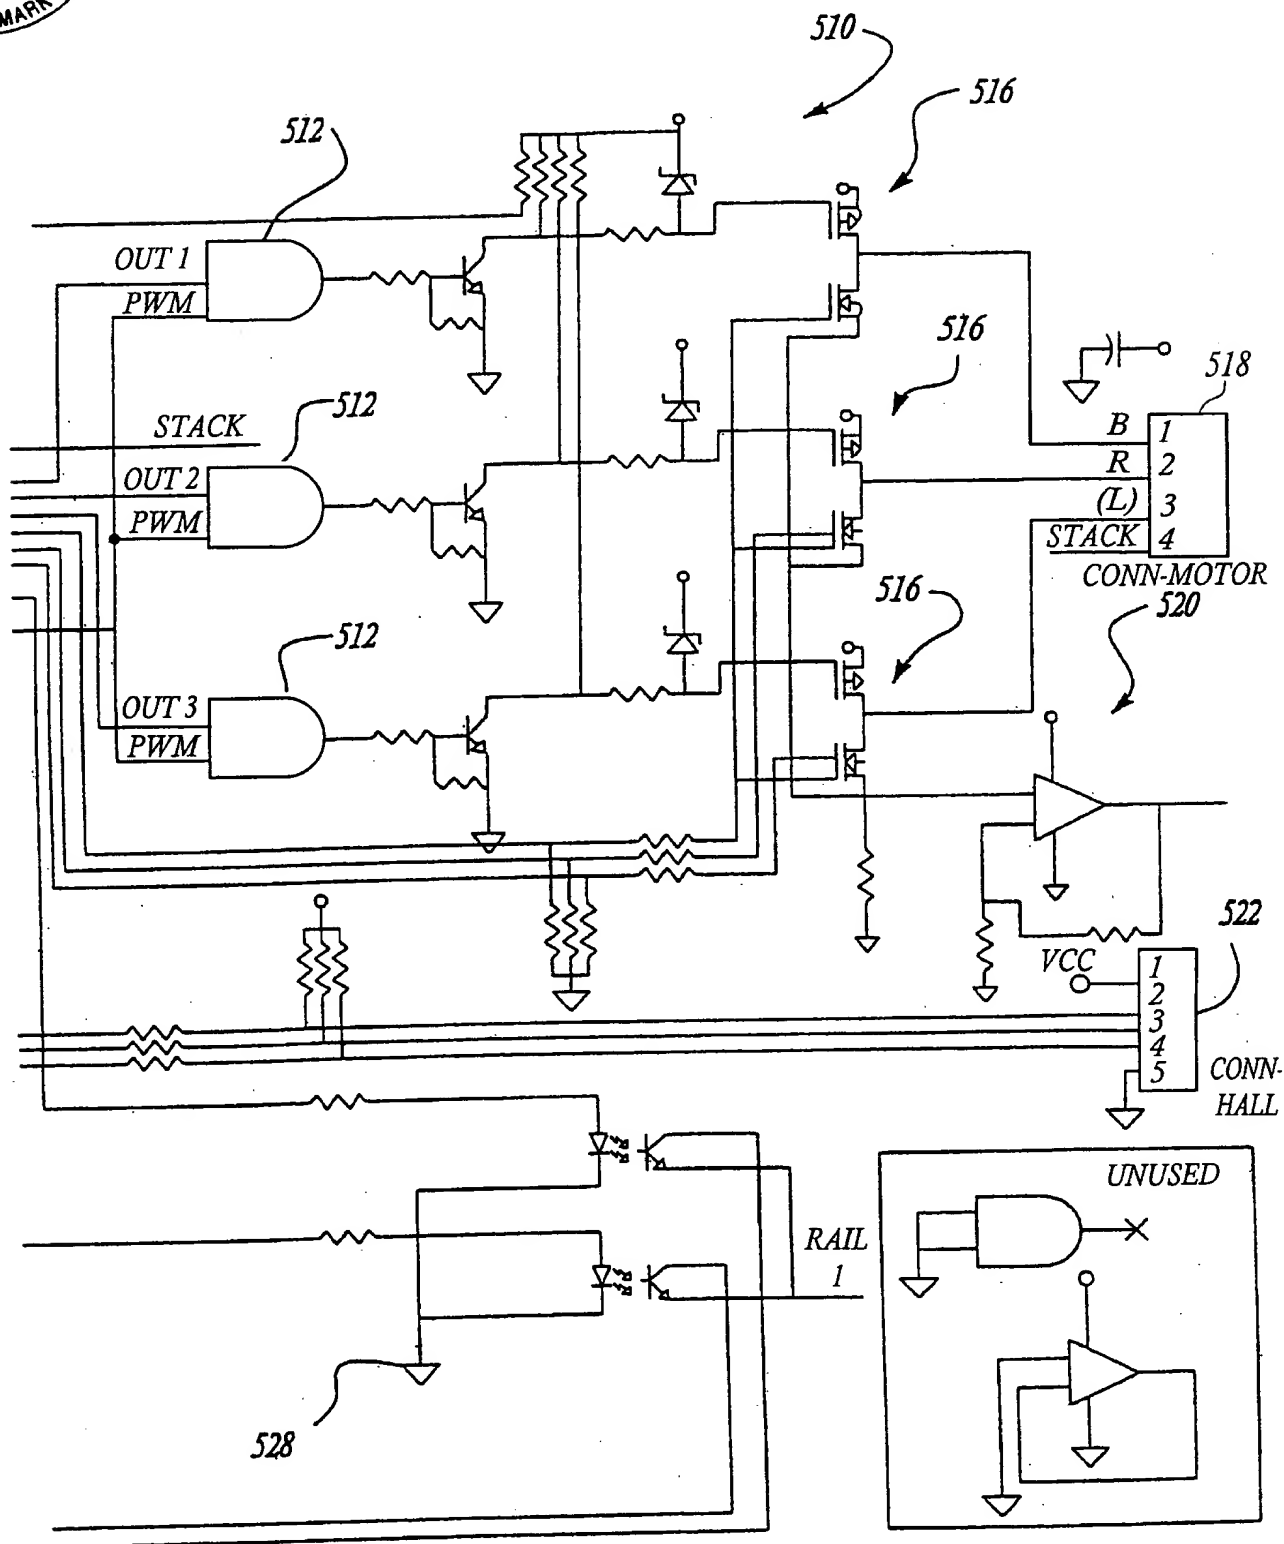 MARK
510
516
512
OUT 1
PWM
516
518
512
STACK
B
1
R
2
OUT 2
(L)
3
PWM
STACK
4
CONN-MOTOR
516
520
512
OUT 3
PWM
522
VCC
1
2
3
4
5
CONN-
HALL
UNUSED
RAIL
1
528